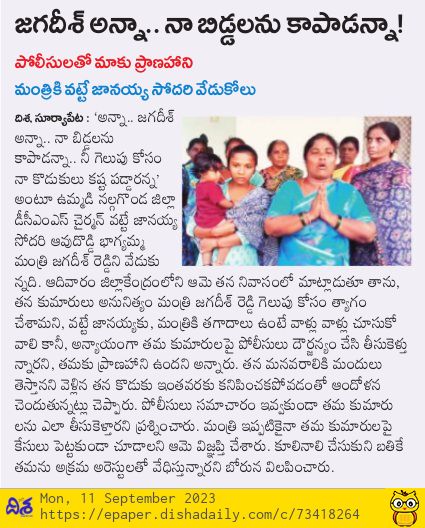 జగదీశ్ అన్నా.. నా బిడ్డలను కాపాడన్నా!
పోలీసులతో మాకు ప్రాణహాని
మంత్రికి వట్టే జానయ్య సోదరి వేడుకోలు
దిశ, సూర్యాపేట : 'అన్నా.. జగదీశ్
అన్నా.. నా బిడ్డలను
కాపాడన్నా.. నీ గెలుపు కోసం
నా కొడుకులు కష్ట పడ్డారన్న'
అంటూ ఉమ్మడి నల్గగొండ జిల్లా
డీసీఎంఎస్ చైర్మన్ వట్టే జానయ్య
సోదరి ఆవుదొడ్డి భాగ్యమ్మ
మంత్రి జగదీశ్ రెడ్డిని వేడుకు
న్నది. ఆదివారం జిల్లాకేంద్రంలోని ఆమె తన నివాసంలో మాట్లాడుతూ తాను,
తన కుమారులు అనునిత్యం మంత్రి జగదీశ్ రెడ్డి గెలుపు కోసం త్యాగం
చేశామని, వట్టే జానయ్యకు, మంత్రికి తగాదాలు ఉంటే వాళ్లు వాళ్లు చూసుకో
వాలి కానీ, అన్యాయంగా తమ కుమారులపై పోలీసులు దౌర్జన్యం చేసి తీసుకెళ్తు
న్నారని, తమకు ప్రాణహాని ఉందని అన్నారు. తన మనవరాలికి మందులు
తెస్తానని వెళ్లిన తన కొడుకు ఇంతవరకు కనిపించకపోవడంతో ఆందోళన
చెందుతున్నట్లు చెప్పారు. పోలీసులు సమాచారం ఇవ్వకుండా తమ కుమారు
లను ఎలా తీసుకెళ్తారని ప్రశ్నించారు. మంత్రి ఇప్పటికైనా తమ కుమారులపై
కేసులు పెట్టకుండా చూడాలని ఆమె విజ్ఞప్తి చేశారు. కూలినాలి చేసుకుని బతికే
తమను అక్రమ అరెస్టులతో వేధిస్తున్నారని బోరున విలపించారు.
దిశ Mon, 11 September 2023
https://epaper.dishadaily.com/c/73418264